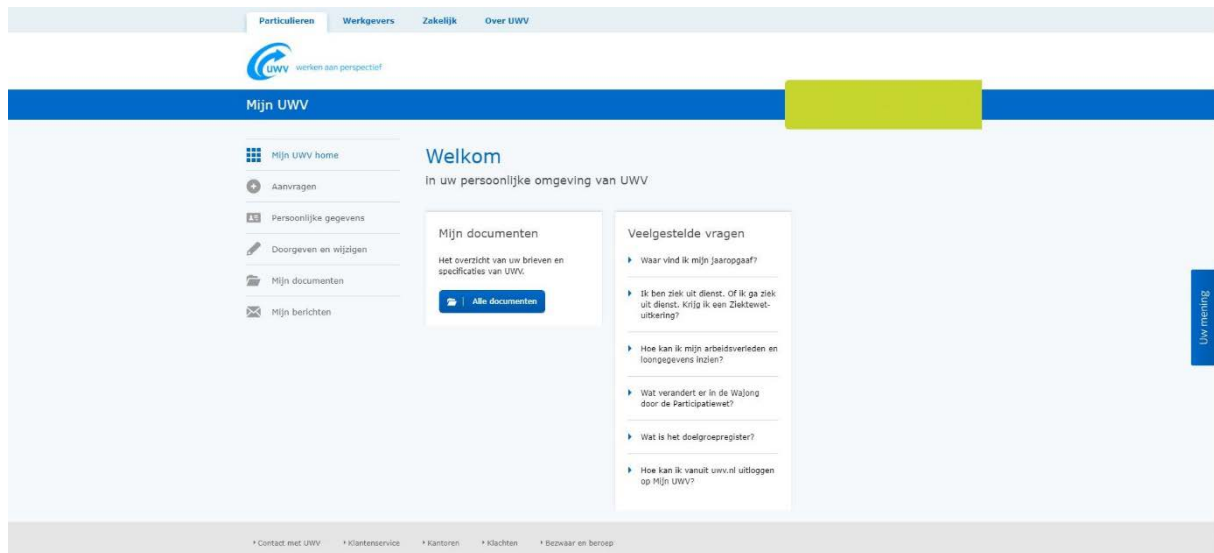 Particulieren Werkgevers Zakelijk Over UWV
UWV werken aan perspectief
Mijn UWV
Mijn UWV home
Aanvragen
Persoonlijke gegevens
Doorgeven en wijzigen
Mijn documenten
Mijn berichten
Welkom
in uw persoonlijke omgeving van UWV
Mijn documenten
Het overzicht van uw brieven en
specificaties van UWV.
Alle documenten
Veelgestelde vragen
Waar vind ik mijn jaaropgaaf?
Ik ben ziek uit dienst. Of ik ga ziek
uit dienst. Krijg ik een Ziektewet-
uitkering?
Hoe kan ik mijn arbeidsverleden en
loongegevens inzien?
Wat verandert er in de Wajong
door de Participatiewet?
Wat is het doelgroepregister?
Hoe kan ik vanuit uwv.nl uitloggen
op Mijn UWV?
Uw mening
Contact met UWV Klantenservice Kantoren Klachten Bezwaar en beroep